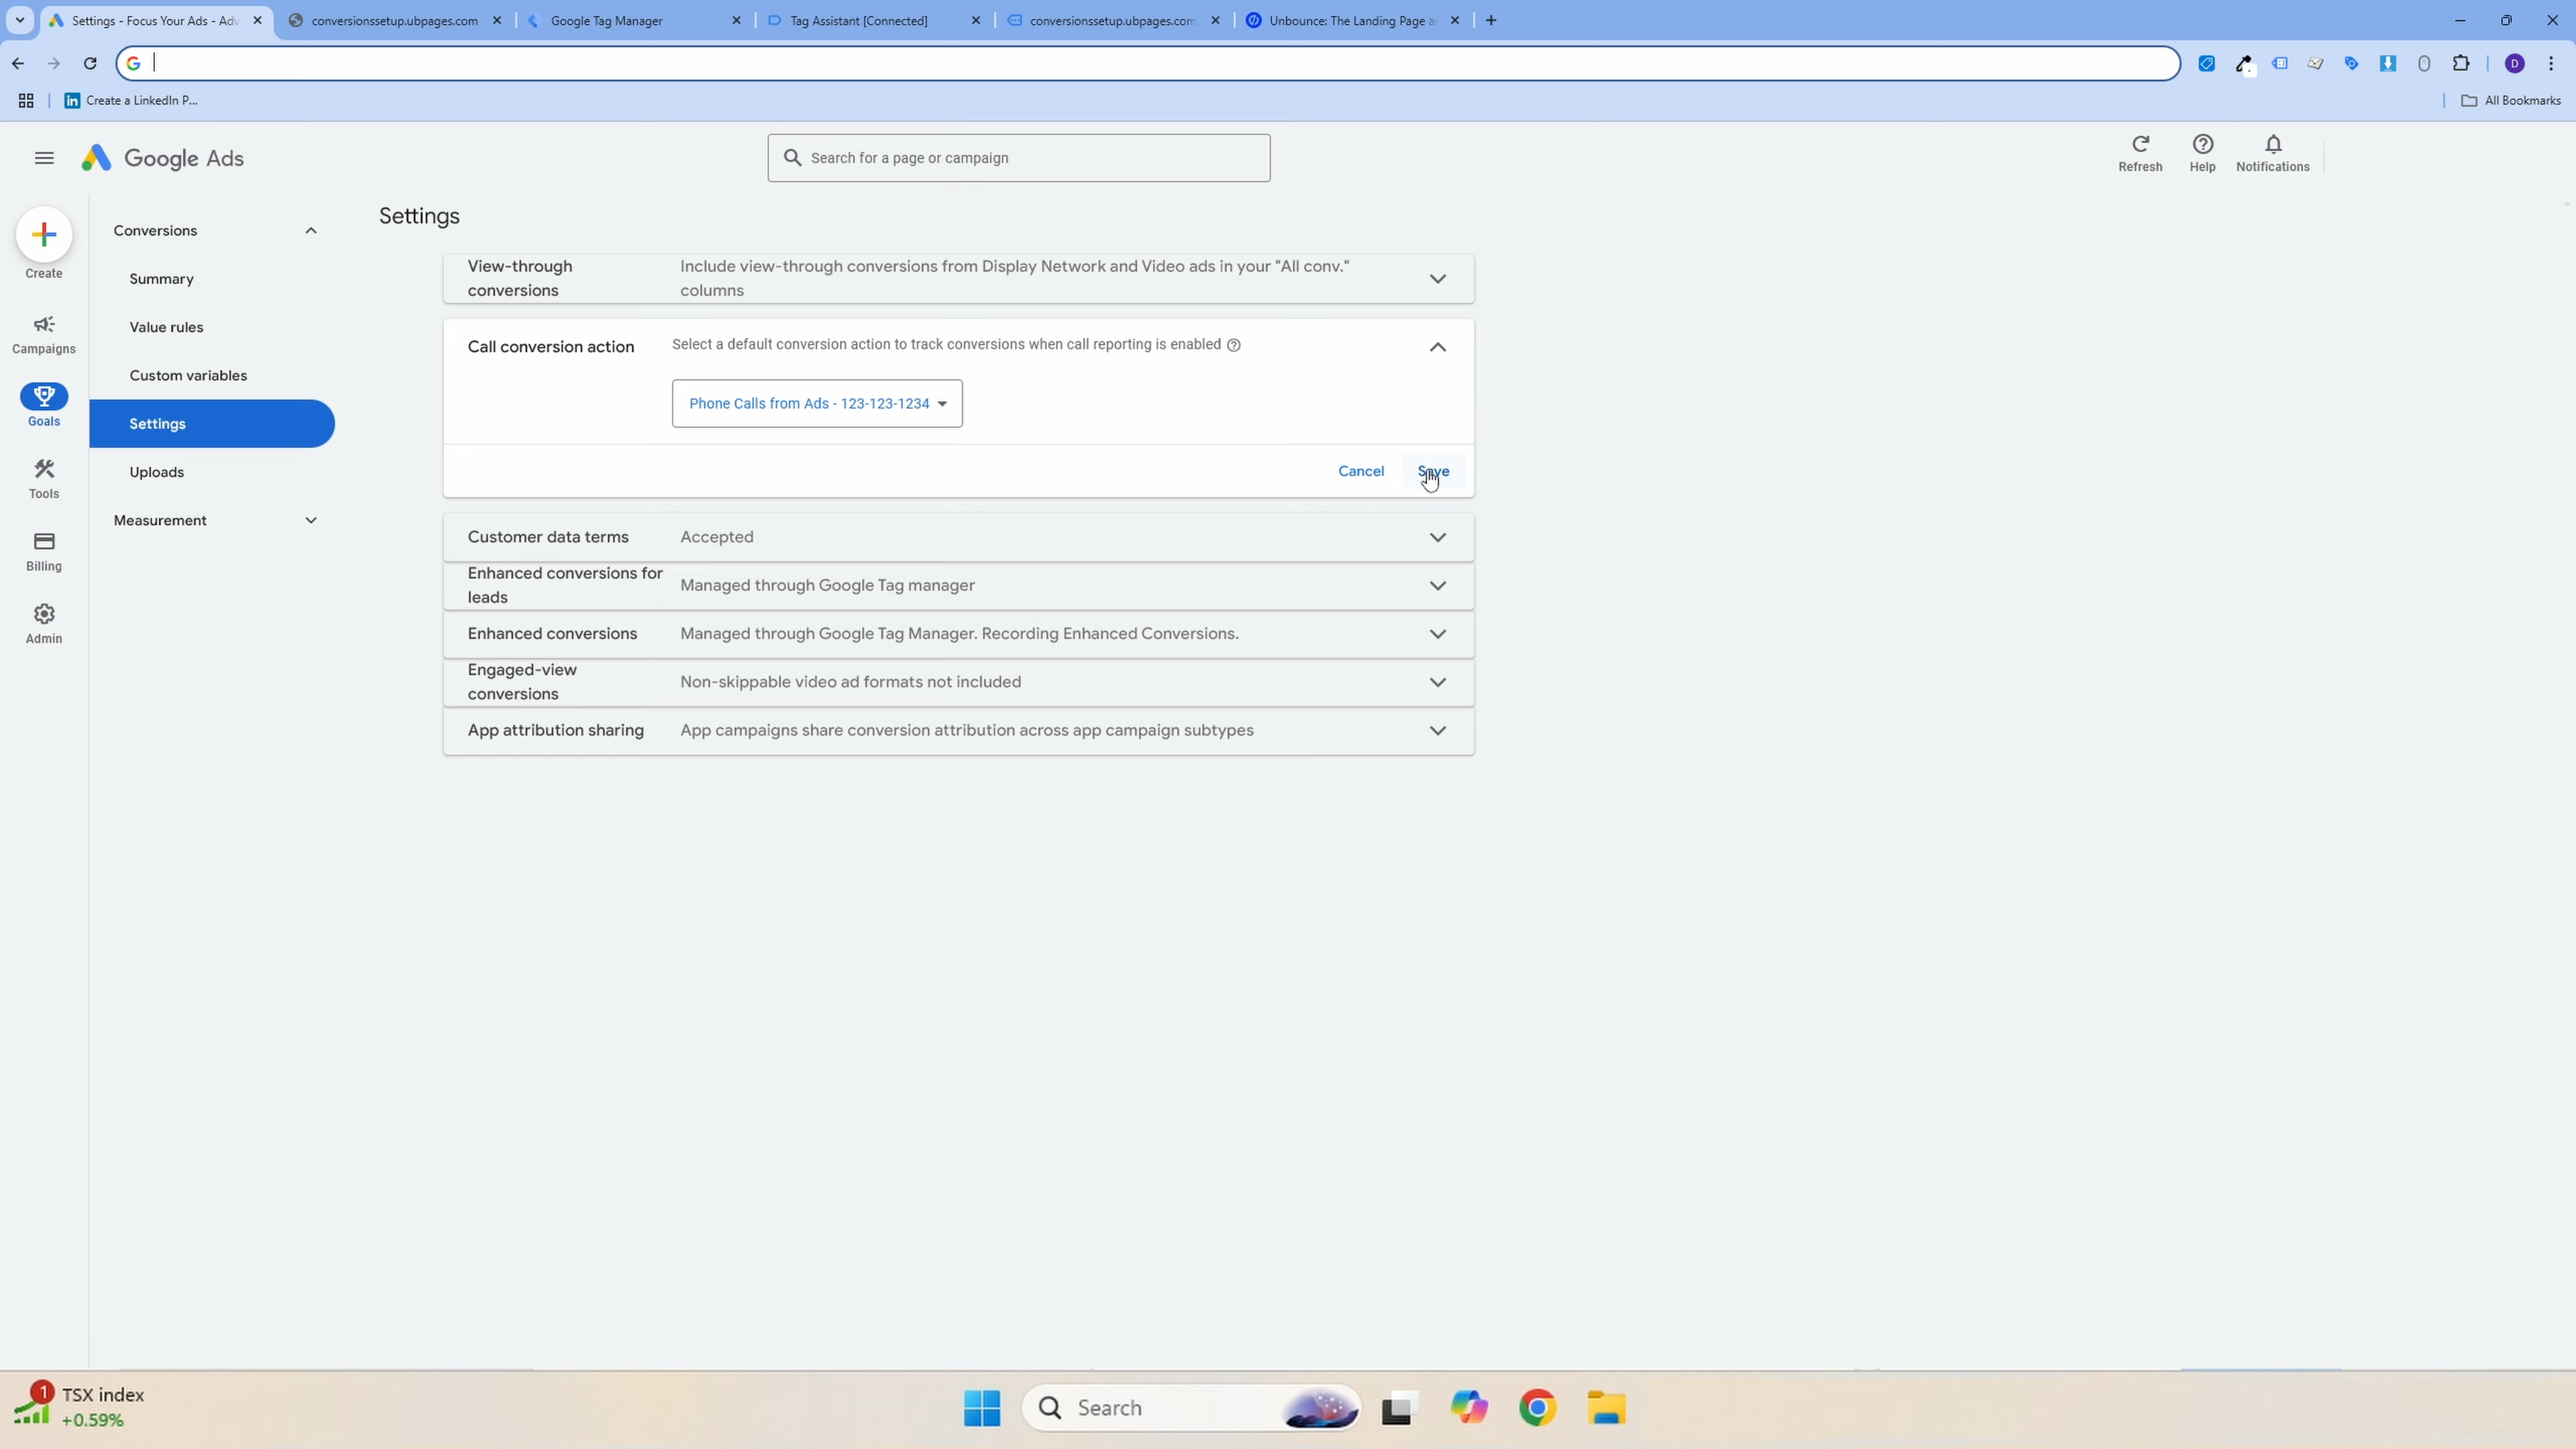 Settings - Focus Your Ads - Adv
conversionssetup.ubpages.com
Google Tag Manager
Tag Assistant [Connected]
conversionssetup.ubpages.com
Unbounce: The Landing Page a
Create a LinkedIn P...
All Bookmarks
Google Ads
Search for a page or campaign
Refresh
Help
Notifications
Create
Campaigns
Goals
Tools
Billing
Admin
Conversions
Summary
Value rules
Custom variables
Settings
Uploads
Measurement
Settings
View-through
conversions
Include view-through conversions from Display Network and Video ads in your "All conv."
columns
Call conversion action
Select a default conversion action to track conversions when call reporting is enabled
Phone Calls from Ads - 123-123-1234
Cancel
Save
Customer data terms
Accepted
Enhanced conversions for
leads
Managed through Google Tag manager
Enhanced conversions
Managed through Google Tag Manager. Recording Enhanced Conversions.
Engaged-view
conversions
Non-skippable video ad formats not included
App attribution sharing
App campaigns share conversion attribution across app campaign subtypes
D
1
TSX index
+0.59%
Search